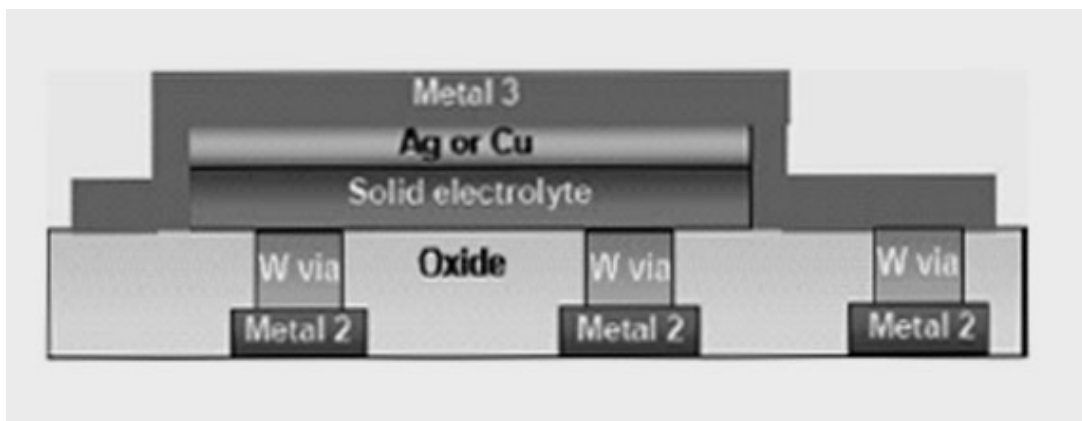 Metal 3
Ag or Cu
Solid electrolyte
W via Oxide W via W via
Metal 2 Metal 2 Metal 2